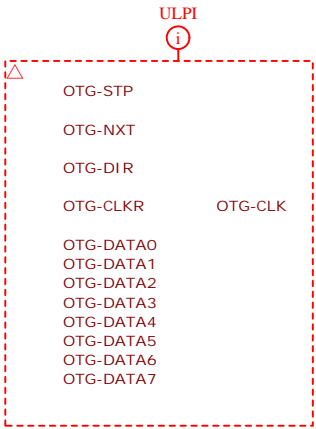 ULPI
i
OTG-STP
OTG-NXT
OTG-DIR
OTG-CLKR OTG-CLK
OTG-DATA0
OTG-DATA1
OTG-DATA2
OTG-DATA3
OTG-DATA4
OTG-DATA5
OTG-DATA6
OTG-DATA7